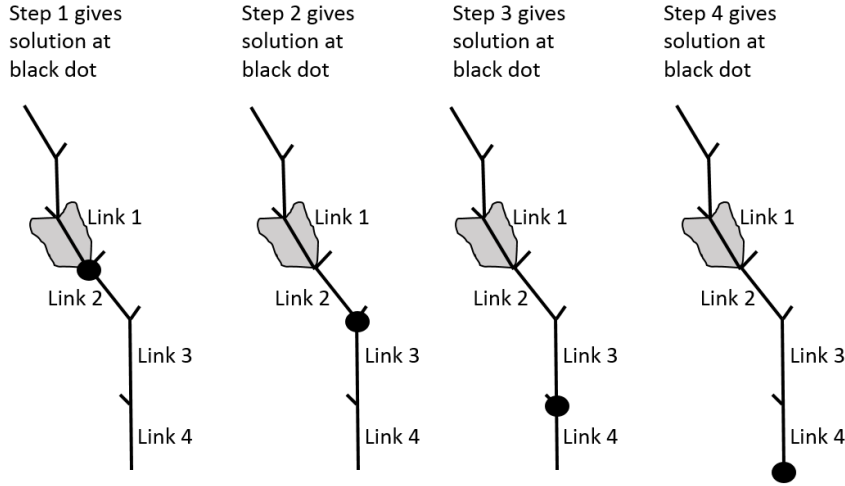 Step 1 gives
solution at
black dot
Link 1
Link 2
Link 3
Link 4
Step 2 gives
solution at
black dot
Link 1
Link 2
Link 3
Link 4
Step 3 gives
solution at
black dot
Link 1
Link 2
Link 3
Link 4
Step 4 gives
solution at
black dot
Link 1
Link 2
Link 3
Link 4